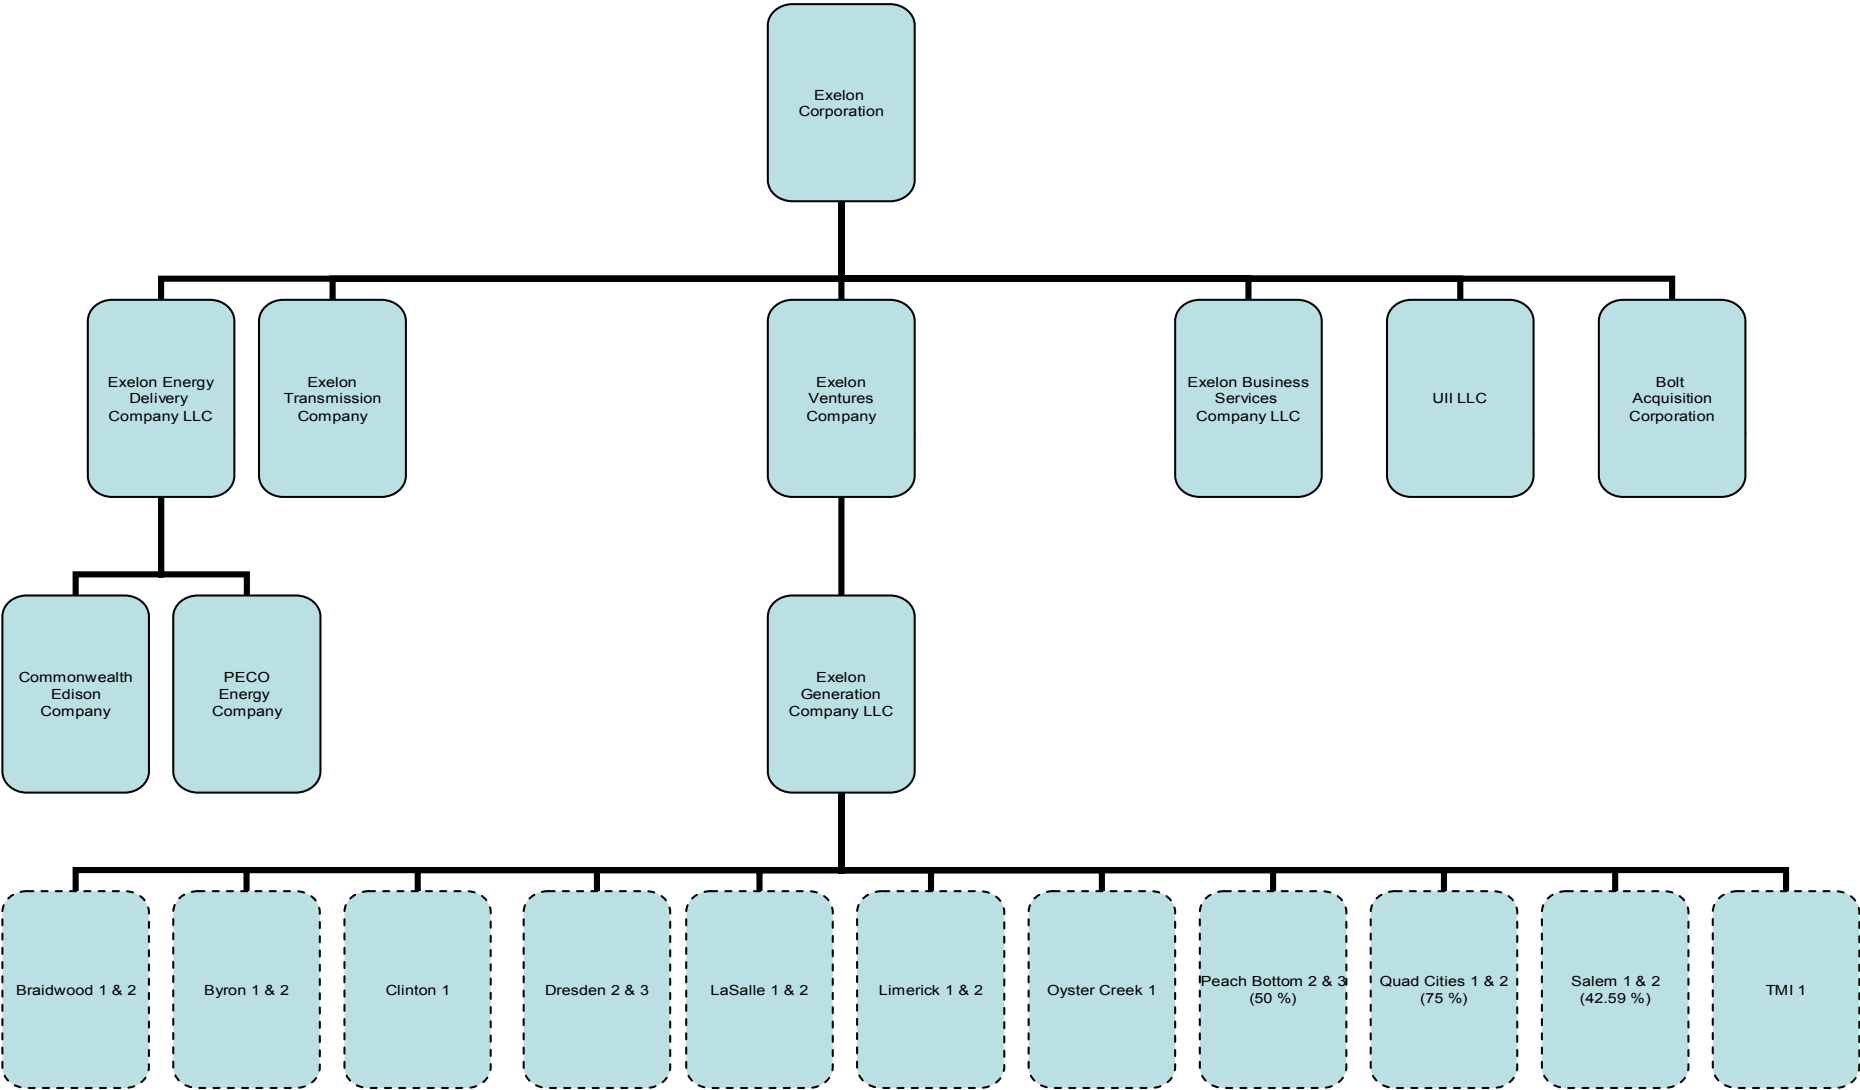 Exelon
Corporation
Exelon Energy
Delivery
Company LLC
Exelon
Transmission
Company
Exelon
Ventures
Company
Exelon Business
Services
Company LLC
UII LLC
Bolt
Acquisition
Corporation
Commonwealth
Edison
Company
PECO
Energy
Company
Exelon
Generation
Company LLC
Braidwood 1 & 2
Byron 1 & 2
Clinton 1
Dresden 2 & 3
LaSalle 1 & 2
Limerick 1 & 2
Oyster Creek 1
Peach Bottom 2 & 3
(50 %)
Quad Cities 1 & 2
(75 %)
Salem 1 & 2
(42.59 %)
TMI 1